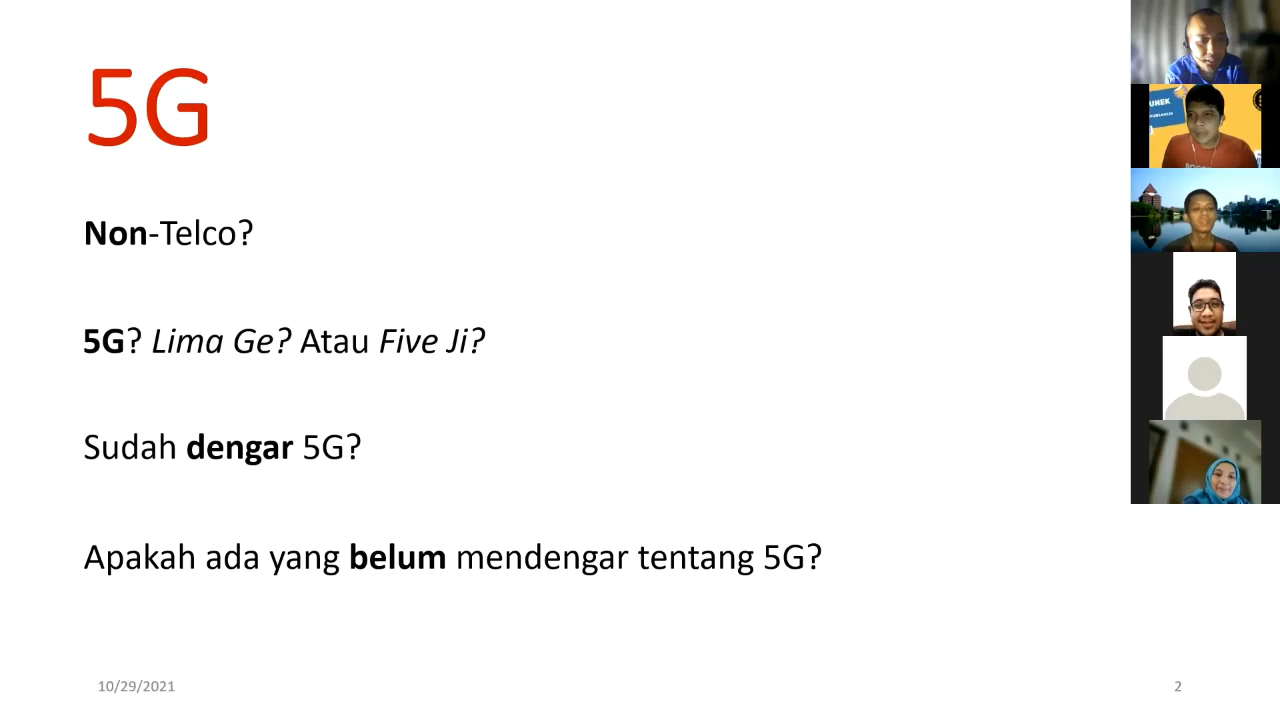 5G
Non-Telco?
5G? Lima Ge? Atau Five Ji?
Sudah dengar 5G?
Apakah ada yang belum mendengar tentang 5G?
10/29/2021
2
UNEK